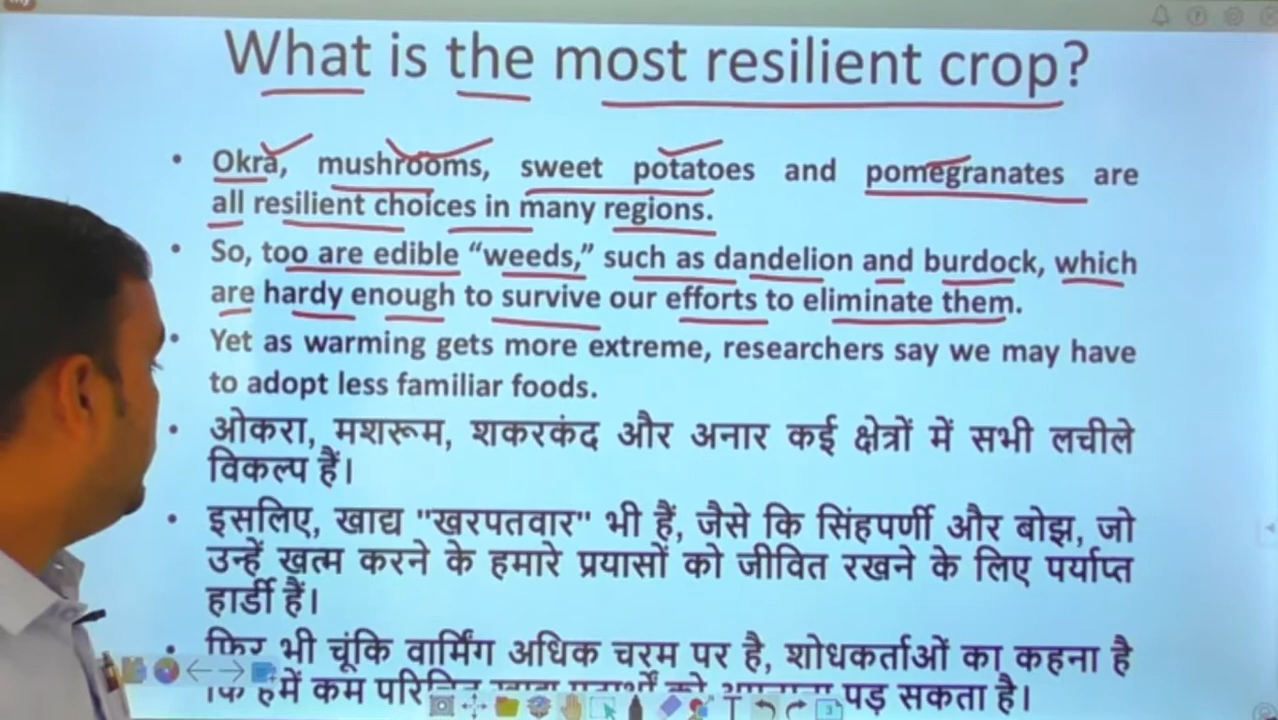 What is the most resilient crop?
• Okra, mushrooms, sweet potatoes and pomegranates are
all resilient choices in many regions.
• So, too are edible “weeds,” such as dandelion and burdock, which
are hardy enough to survive our efforts to eliminate them.
• Yet as warming gets more extreme, researchers say we may have
to adopt less familiar foods.
• ओकरा, मशरूम, शकरकंद और अनार कई क्षेत्रों में सभी लचीले
विकल्प हैं।
• इसलिए, खाद्य "खरपतवार" भी हैं, जैसे कि सिंहपर्णी और बोझ, जो
उन्हें खत्म करने के हमारे प्रयासों को जीवित रखने के लिए पर्याप्त
हार्डी हैं।
• फिर भी चूंकि वार्मिंग अधिक चरम पर है, शोधकर्ताओं का कहना है
कि हमें कम पड़ सकता है।